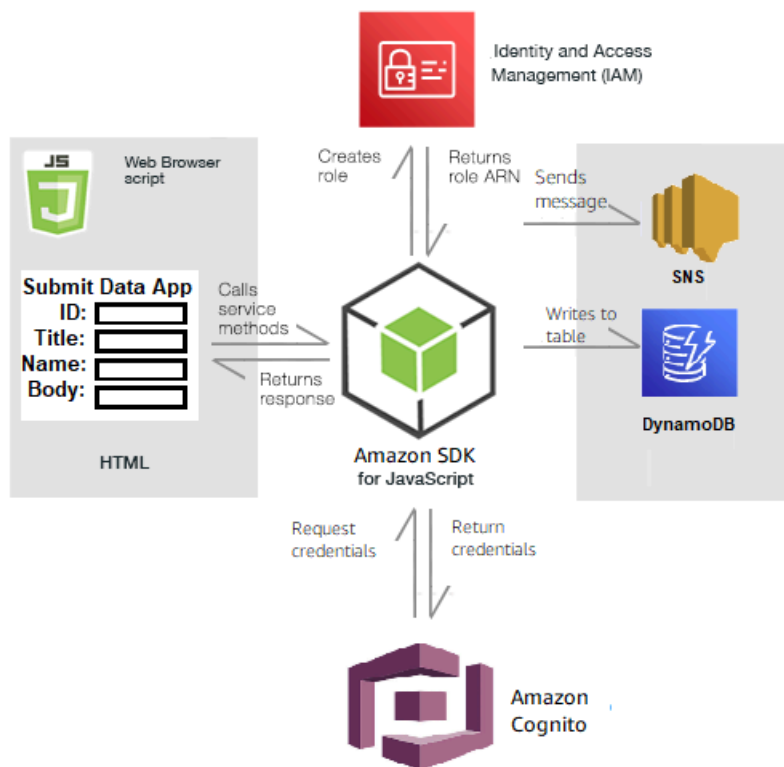 Identity and Access
Management (IAM)
JS
Web Browser
script
Creates
role
Returns
role ARN
Sends
message
SNS
Submit Data App
ID:
Title:
Name:
Body:
Calls
service
methods
Returns
response
Writes to
table
DynamoDB
HTML
Amazon SDK
for JavaScript
Request
credentials
Return
credentials
Amazon
Cognito